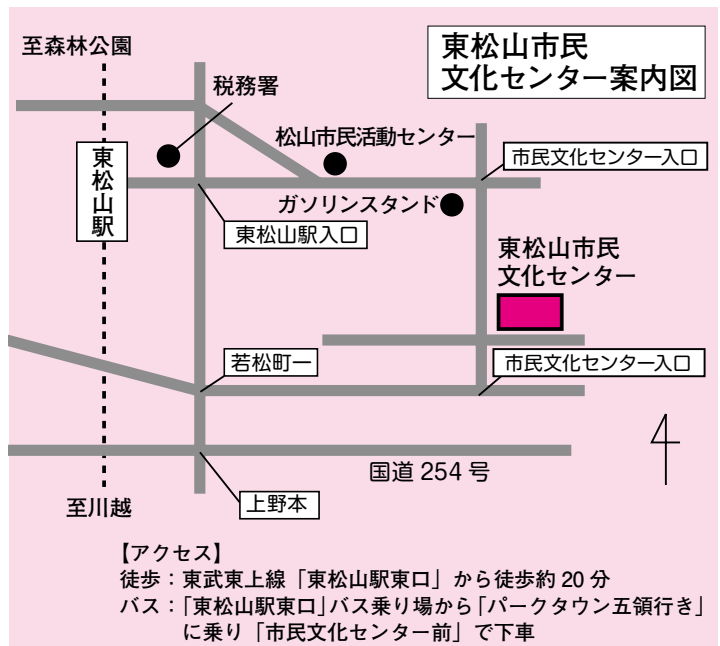 東松山市民
文化センター案内図
至森林公園
税務署
松山市民活動センター
市民文化センター入口
東松山駅
ガソリンスタンド
東松山駅入口
東松山市民
文化センター
若松町一
市民文化センター入口
国道 254 号
上野本
至川越
【アクセス】
徒歩：東武東上線「東松山駅東口」から徒歩約 20 分
バス：「東松山駅東口」バス乗り場から「パークタウン五領行き」
に乗り「市民文化センター前」で下車